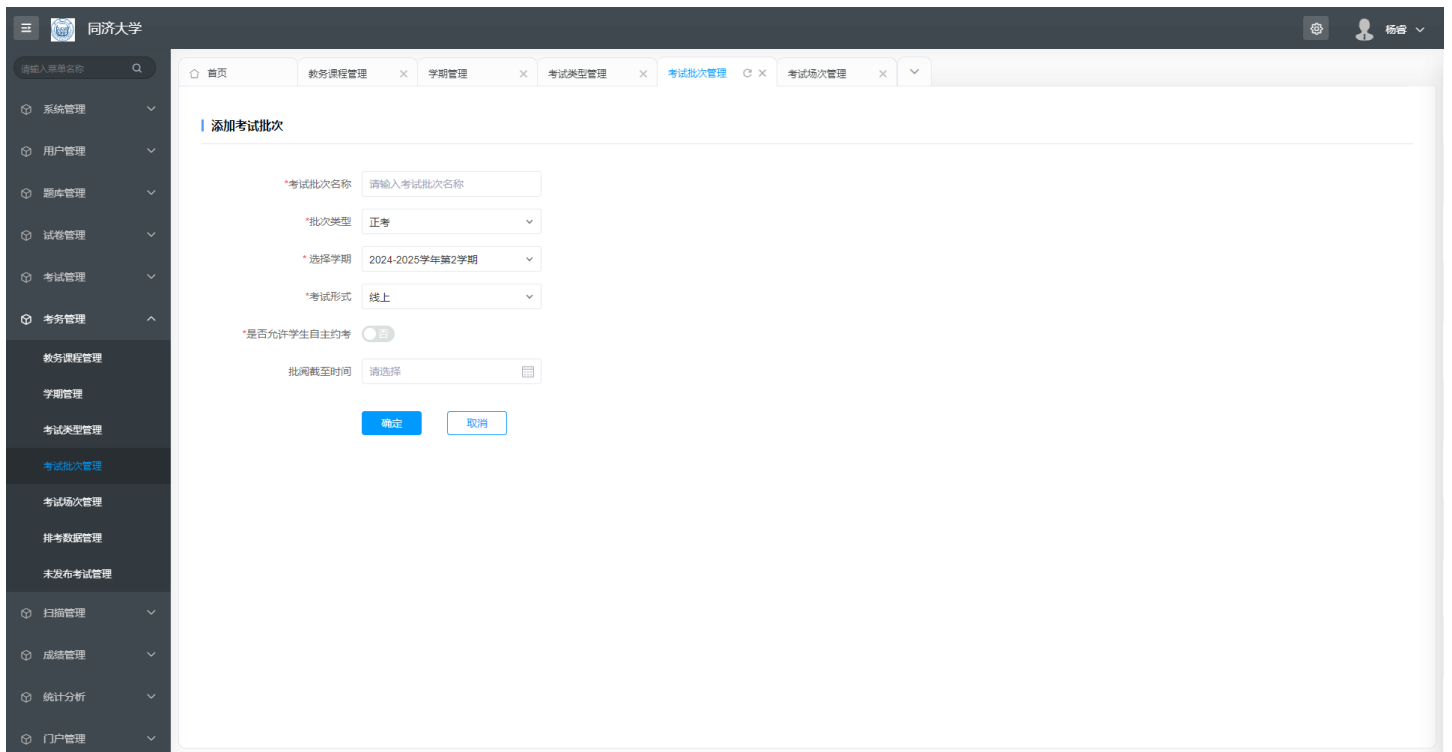 同济大学
杨睿
请输入菜单名称
首页
教务课程管理
学期管理
考试类型管理
考试批次管理
考试场次管理
系统管理
用户管理
题库管理
试卷管理
考试管理
考务管理
教务课程管理
学期管理
考试类型管理
考试批次管理
考试场次管理
排考数据管理
未发布考试管理
扫描管理
成绩管理
统计分析
门户管理
添加考试批次
*考试批次名称 请输入考试批次名称
*批次类型 正考
* 选择学期 2024-2025学年第2学期
*考试形式 线上
*是否允许学生自主约考 否
批阅截至时间 请选择
确定 取消